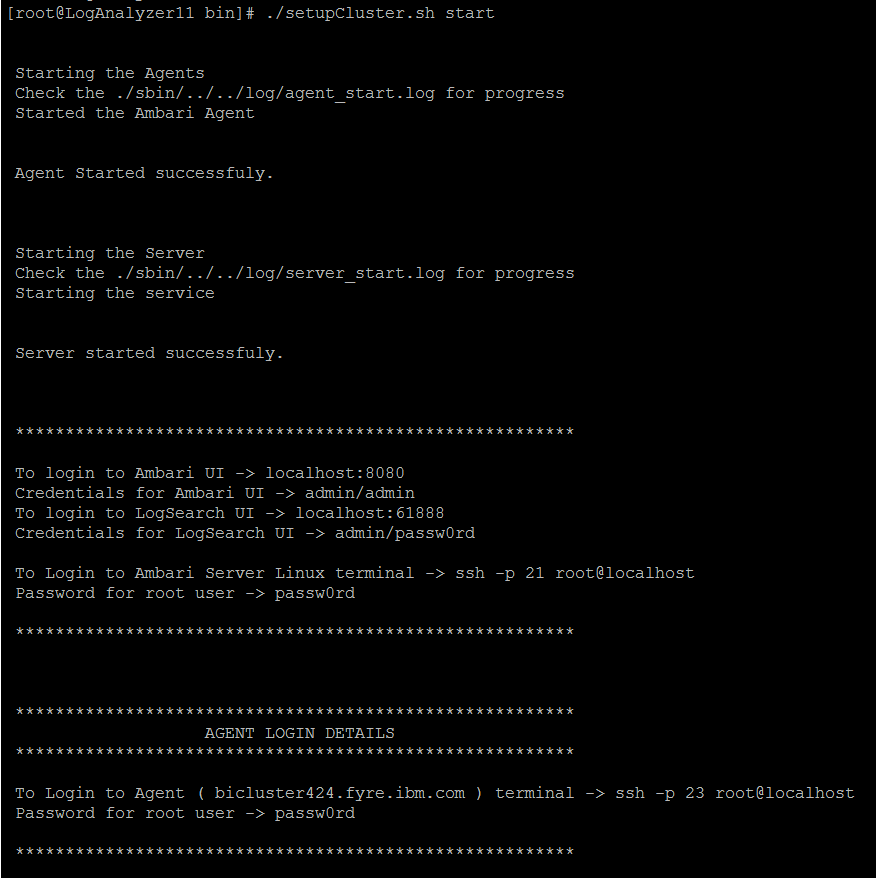 [root@LogAnalyzer11 bin]# ./setupCluster.sh start
Starting the Agents
Check the ./sbin/../../log/agent_start.log for progress
Started the Ambari Agent
Agent Started successfuly.
Starting the Server
Check the ./sbin/../../log/server_start.log for progress
Starting the service
Server started successfuly.
********************************************************
To login to Ambari UI -> localhost:8080
Credentials for Ambari UI -> admin/admin
To login to LogSearch UI -> localhost:61888
Credentials for LogSearch UI -> admin/passw0rd
To Login to Ambari Server Linux terminal -> ssh -p 21 root@localhost
Password for root user -> passw0rd
********************************************************
********************************************************
AGENT LOGIN DETAILS
********************************************************
To Login to Agent ( bicluster424.fyre.ibm.com ) terminal -> ssh -p 23 root@localhost
Password for root user -> passw0rd
********************************************************